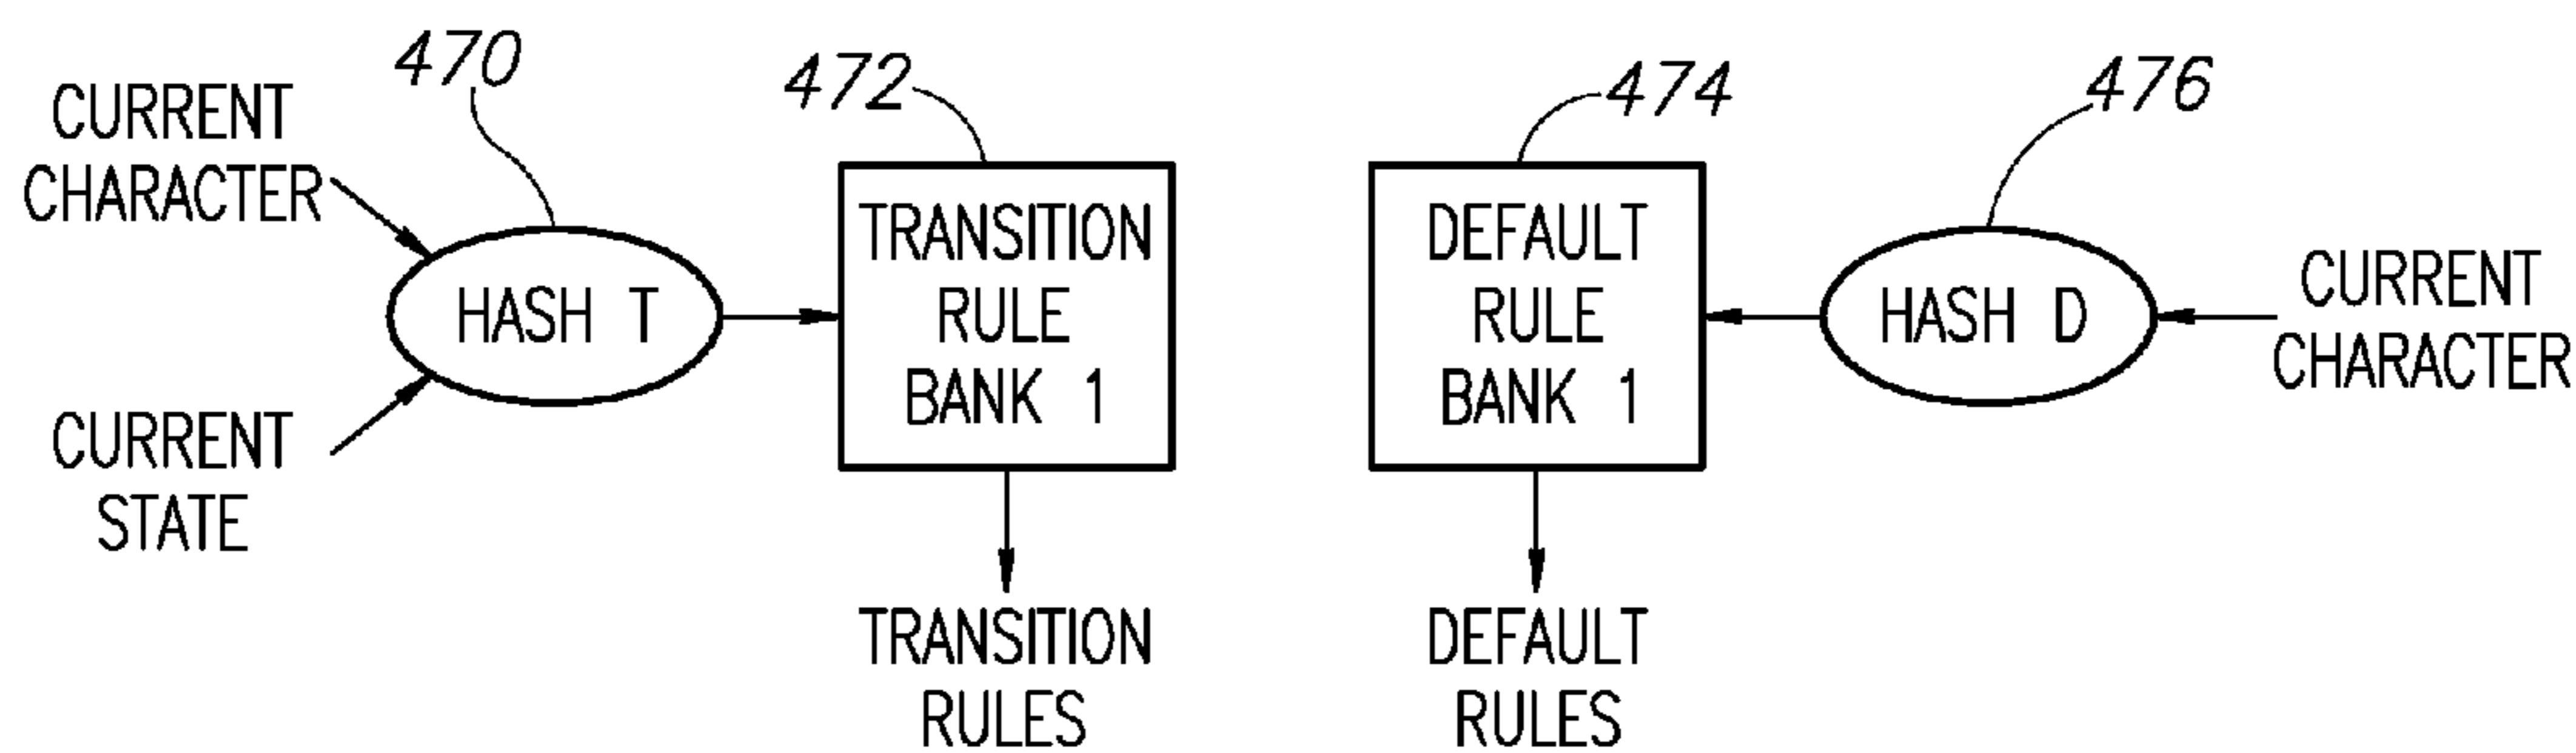 470
472
474
476
CURRENT
CHARACTER
HASH T
CURRENT
STATE
TRANSITION
RULE
BANK 1
TRANSITION
RULES
DEFAULT
RULE
BANK 1
DEFAULT
RULES
HASH D
CURRENT
CHARACTER